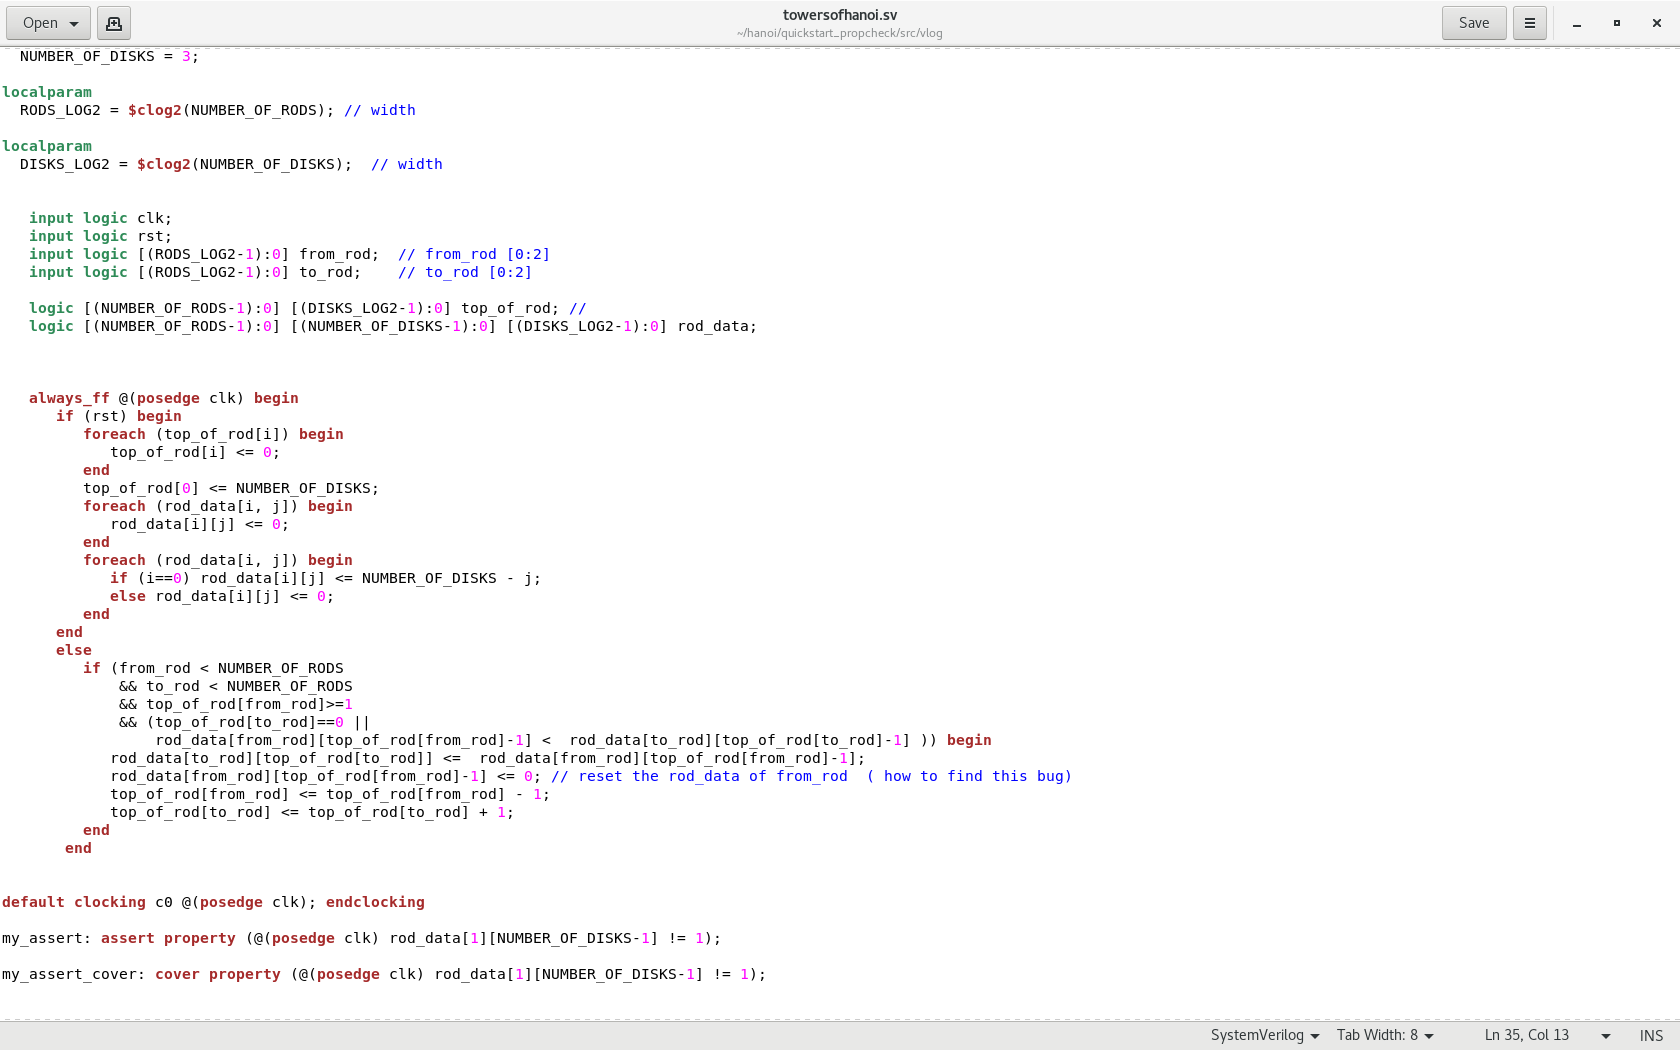 Open
towersofhanoi.sv
~/hanoi/quickstart_propcheck/src/vlog
Save
NUMBER_OF_DISKS = 3;
localparam
RODS_LOG2 = $clog2(NUMBER_OF_RODS); // width
localparam
DISKS_LOG2 = $clog2(NUMBER_OF_DISKS);  // width
input logic clk;
input logic rst;
input logic [(RODS_LOG2-1):0] from_rod;  // from_rod [0:2]
input logic [(RODS_LOG2-1):0] to_rod;    // to_rod [0:2]
logic [(NUMBER_OF_RODS-1):0] [(DISKS_LOG2-1):0] top_of_rod; //
logic [(NUMBER_OF_RODS-1):0] [(NUMBER_OF_DISKS-1):0] [(DISKS_LOG2-1):0] rod_data;
always_ff @(posedge clk) begin
if (rst) begin
foreach (top_of_rod[i]) begin
top_of_rod[i] <= 0;
end
top_of_rod[0] <= NUMBER_OF_DISKS;
foreach (rod_data[i, j]) begin
rod_data[i][j] <= 0;
end
foreach (rod_data[i, j]) begin
if (i==0) rod_data[i][j] <= NUMBER_OF_DISKS - j;
else rod_data[i][j] <= 0;
end
end
else
if (from_rod < NUMBER_OF_RODS
&& to_rod < NUMBER_OF_RODS
&& top_of_rod[from_rod]>=1
&& (top_of_rod[to_rod]==0 ||
rod_data[from_rod][top_of_rod[from_rod]-1] <  rod_data[to_rod][top_of_rod[to_rod]-1] )) begin
rod_data[to_rod][top_of_rod[to_rod]] <=  rod_data[from_rod][top_of_rod[from_rod]-1];
rod_data[from_rod][top_of_rod[from_rod]-1] <= 0; // reset the rod_data of from_rod  ( how to find this bug)
top_of_rod[from_rod] <= top_of_rod[from_rod] - 1;
top_of_rod[to_rod] <= top_of_rod[to_rod] + 1;
end
end
default clocking c0 @(posedge clk); endclocking
my_assert: assert property (@(posedge clk) rod_data[1][NUMBER_OF_DISKS-1] != 1);
my_assert_cover: cover property (@(posedge clk) rod_data[1][NUMBER_OF_DISKS-1] != 1);
SystemVerilog
Tab Width: 8
Ln 35, Col 13
INS